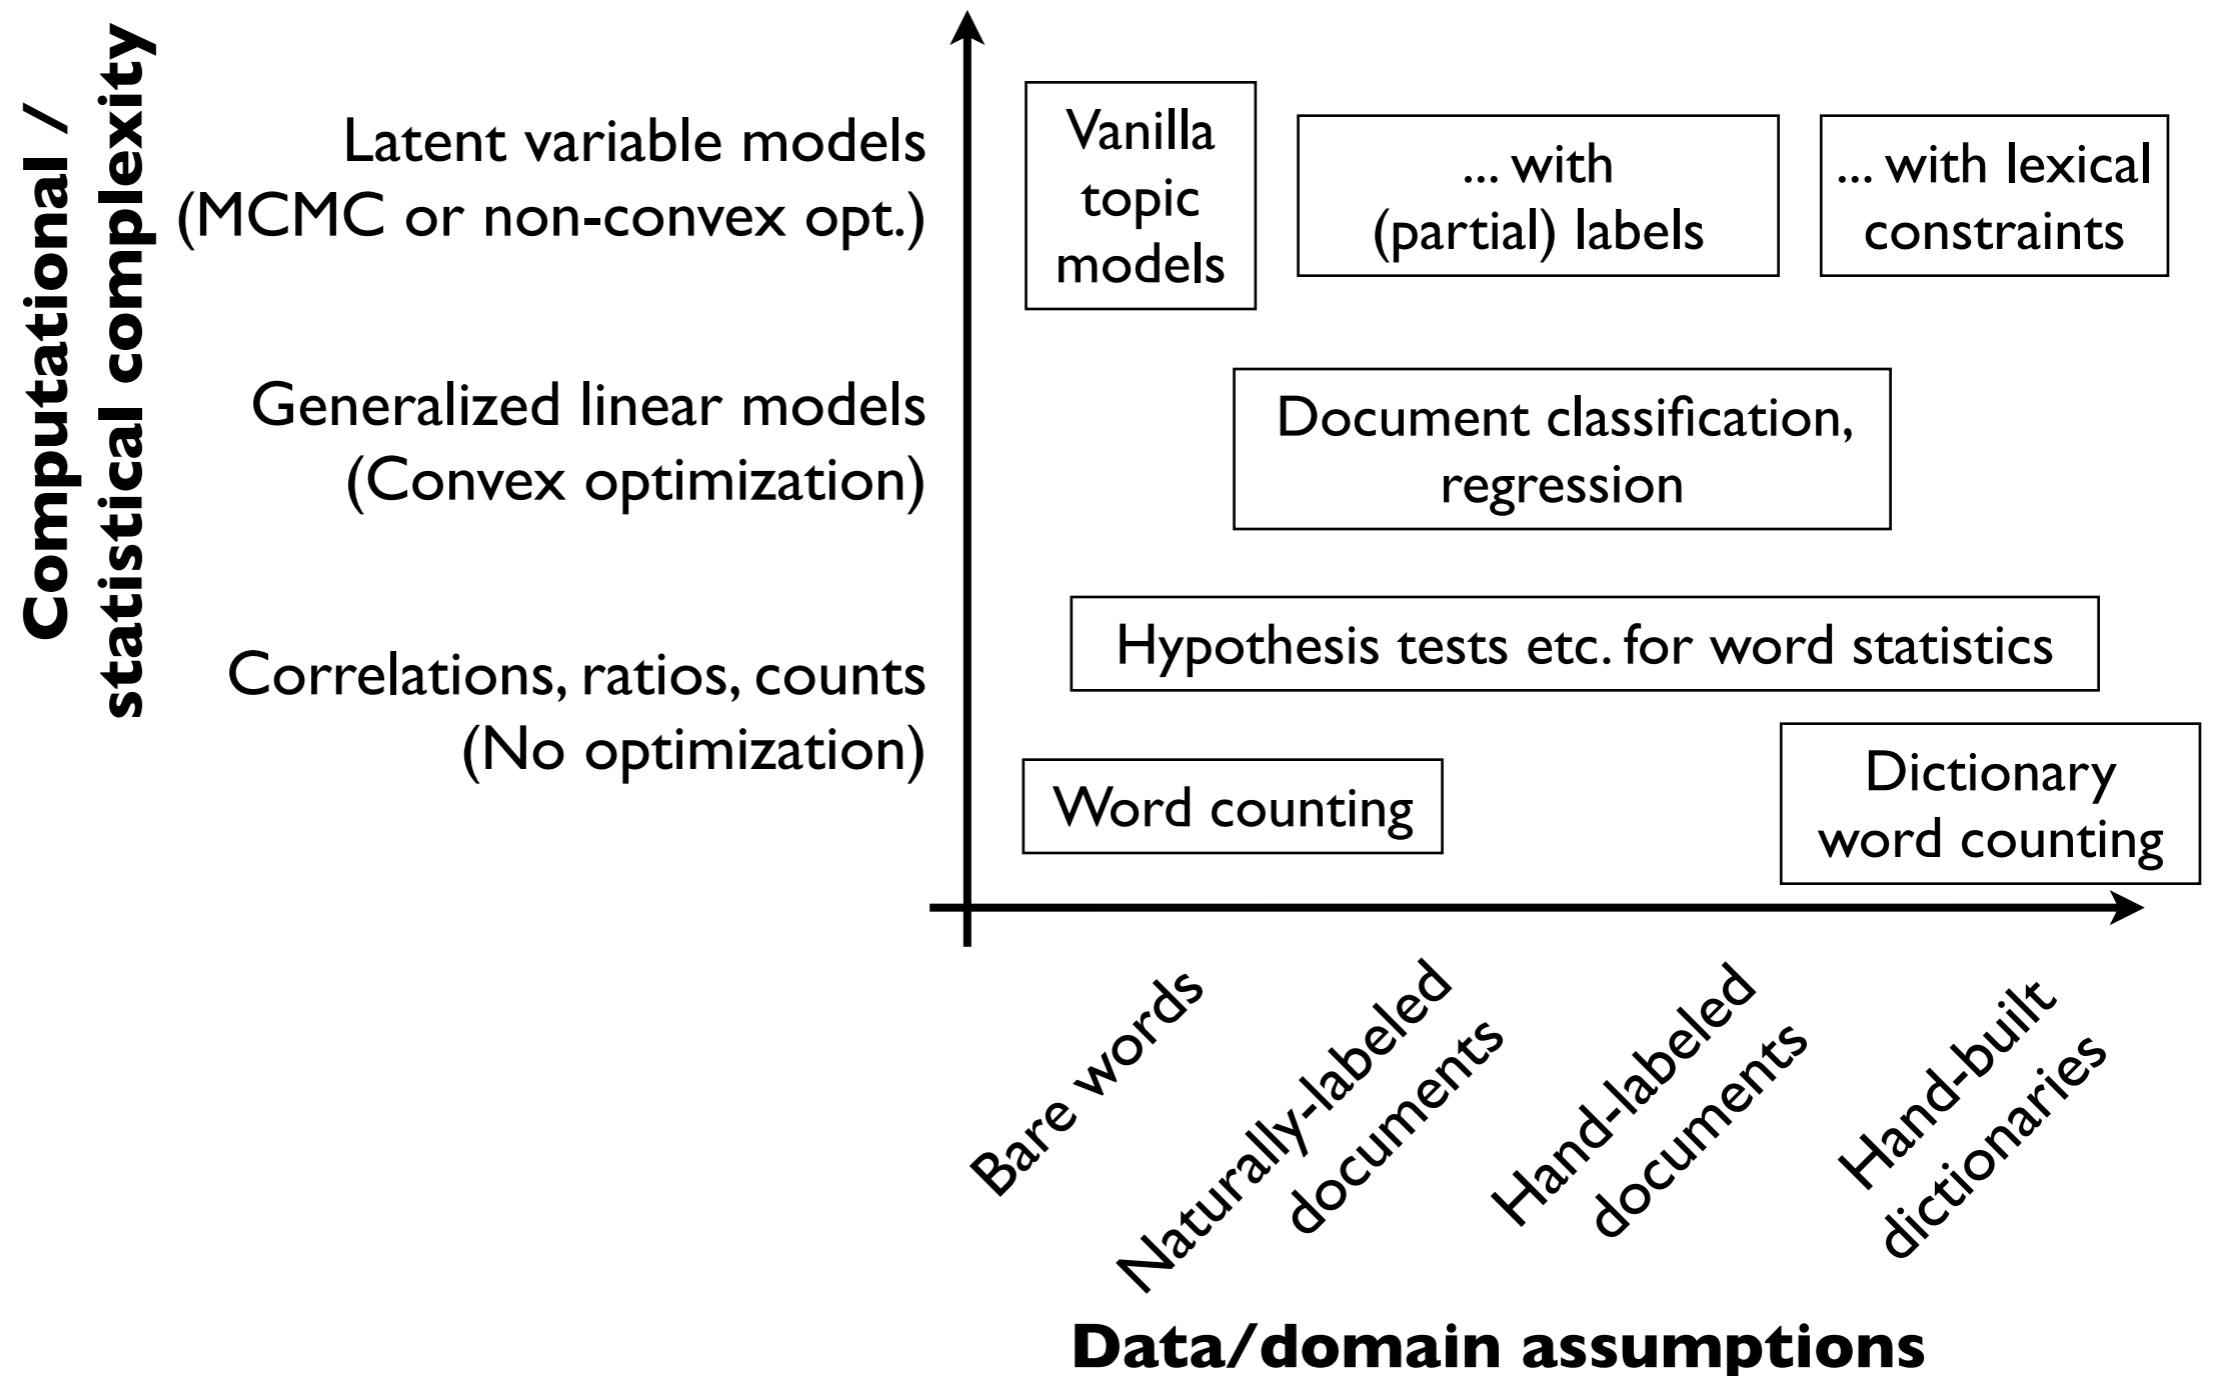 Computational /
statistical complexity
Latent variable models
(MCMC or non-convex opt.)
Generalized linear models
(Convex optimization)
Correlations, ratios, counts
(No optimization)
Vanilla
topic
models
... with
(partial) labels
... with lexical
constraints
Document classification,
regression
Hypothesis tests etc. for word statistics
Word counting
Dictionary
word counting
Bare words
Naturally-labeled
documents
Hand-labeled
documents
Hand-built
dictionaries
Data/domain assumptions